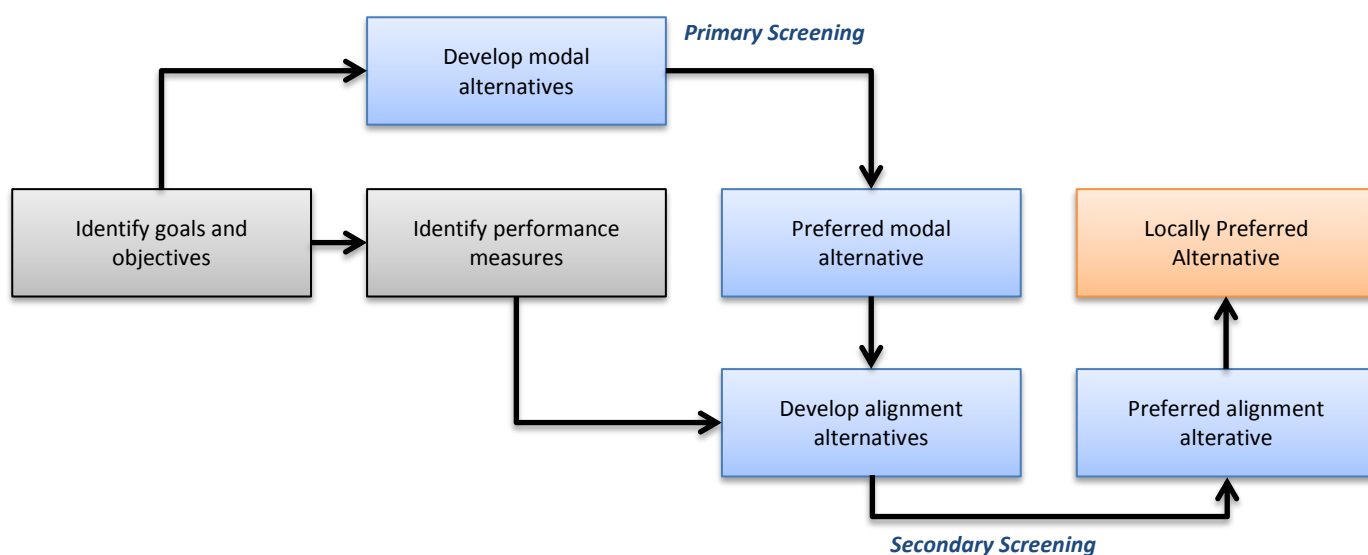 Develop modal
alternatives
Primary Screening
Identify goals and
objectives
Identify performance
measures
Preferred modal
alternative
Locally Preferred
Alternative
Develop alignment
alternatives
Preferred alignment
alterative
Secondary Screening